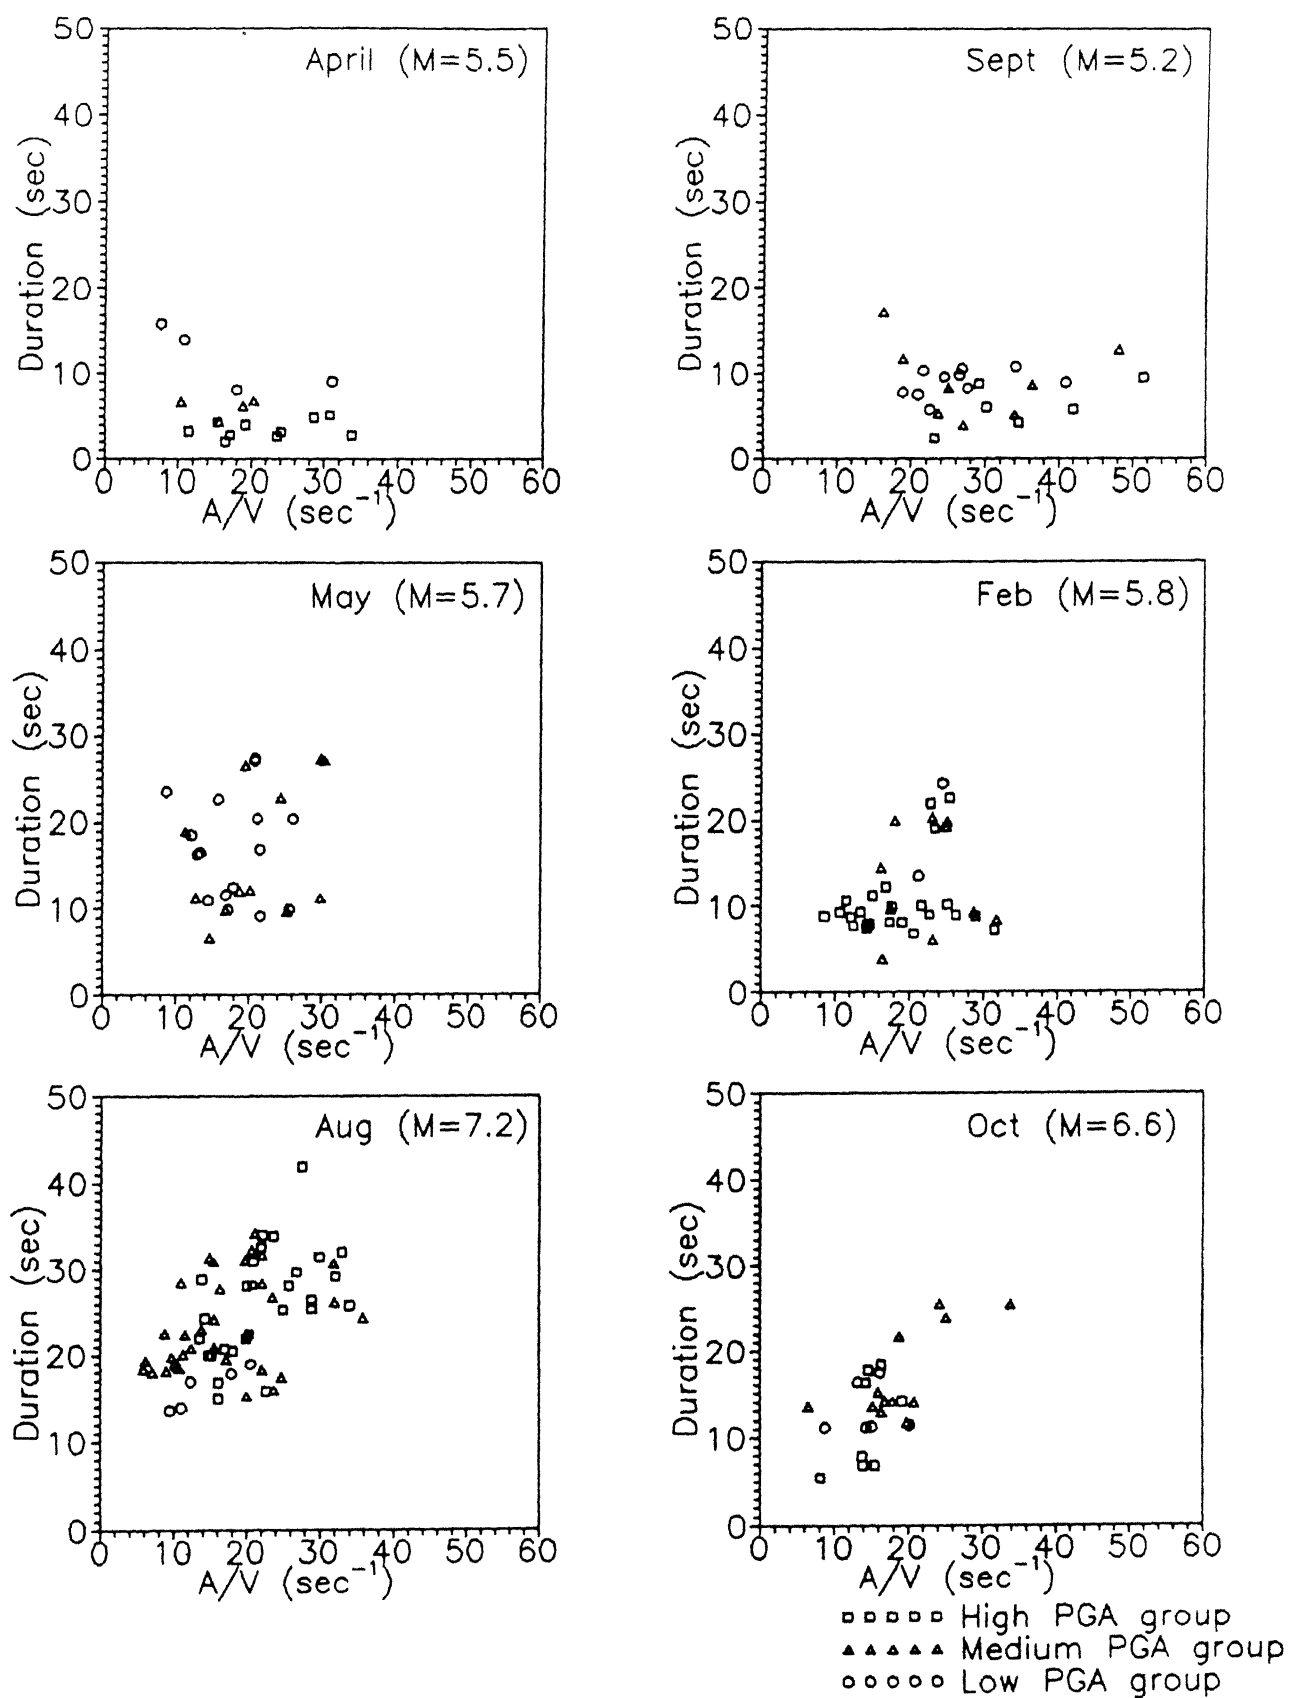 April (M=5.5)
50
40
30
20
10
0
Duration (sec)
0 10 20 30 40 50 60
A/V (sec⁻¹)
Sept (M=5.2)
50
40
30
20
10
0
Duration (sec)
0 10 20 30 40 50 60
A/V (sec⁻¹)
May (M=5.7)
50
40
30
20
10
0
Duration (sec)
0 10 20 30 40 50 60
A/V (sec⁻¹)
Feb (M=5.8)
50
40
30
20
10
0
Duration (sec)
0 10 20 30 40 50 60
A/V (sec⁻¹)
Aug (M=7.2)
50
40
30
20
10
0
Duration (sec)
0 10 20 30 40 50 60
A/V (sec⁻¹)
Oct (M=6.6)
50
40
30
20
10
0
Duration (sec)
0 10 20 30 40 50 60
A/V (sec⁻¹)
High PGA group
Medium PGA group
Low PGA group